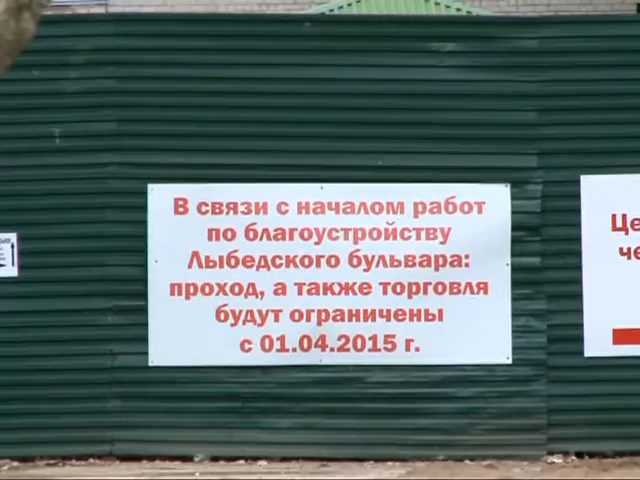 В связи с началом работ
по благоустройству
Лыбедского бульвара:
проход, а также торговля
будут ограничены
с 01.04.2015 г.